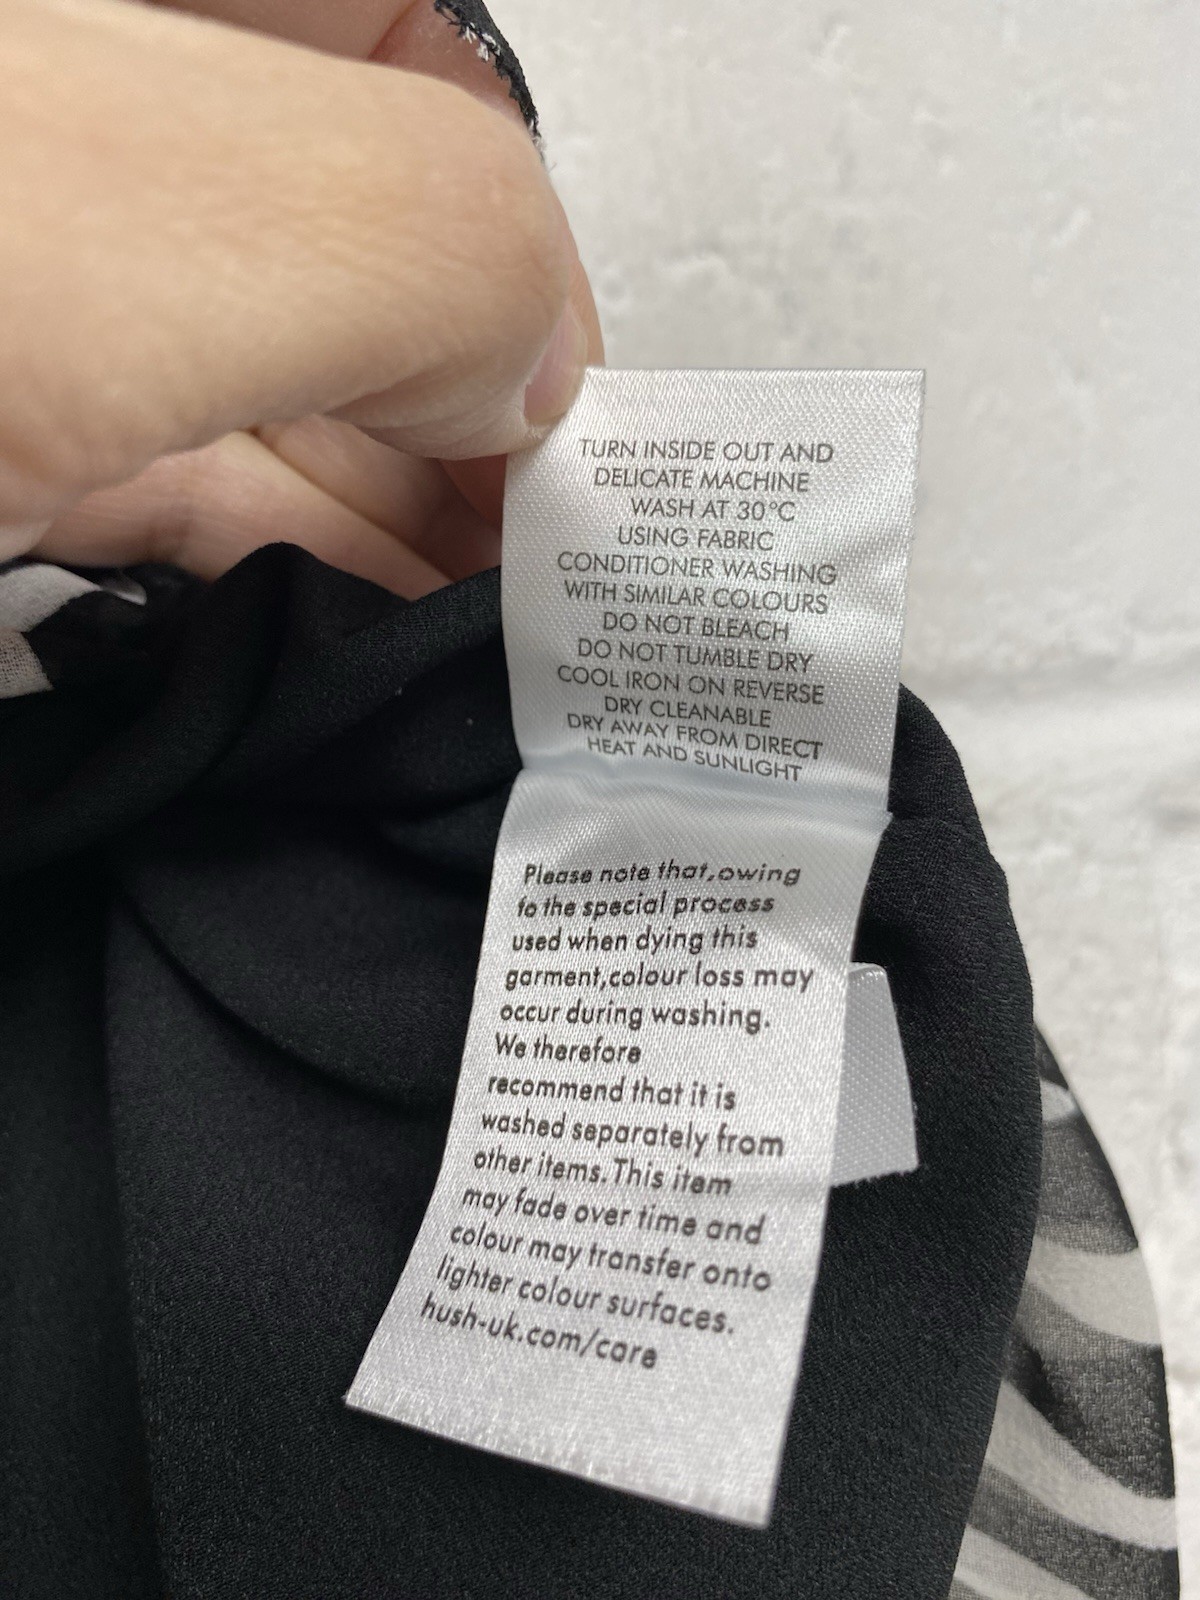 TURN INSIDE OUT AND
DELICATE MACHINE
WASH AT 30°C
USING FABRIC
CONDITIONER WASHING
WITH SIMILAR COLOURS
DO NOT BLEACH
DO NOT TUMBLE DRY
COOL IRON ON REVERSE
DRY CLEANABLE
DRY AWAY FROM DIRECT
HEAT AND SUNLIGHT
Please note that,owing
to the special process
used when dying this
garment,colour loss may
occur during washing.
We therefore
recommend that it is
washed separately from
other items.This item
may fade over time and
colour may transfer onto
lighter colour surfaces.
hush-uk.com/care